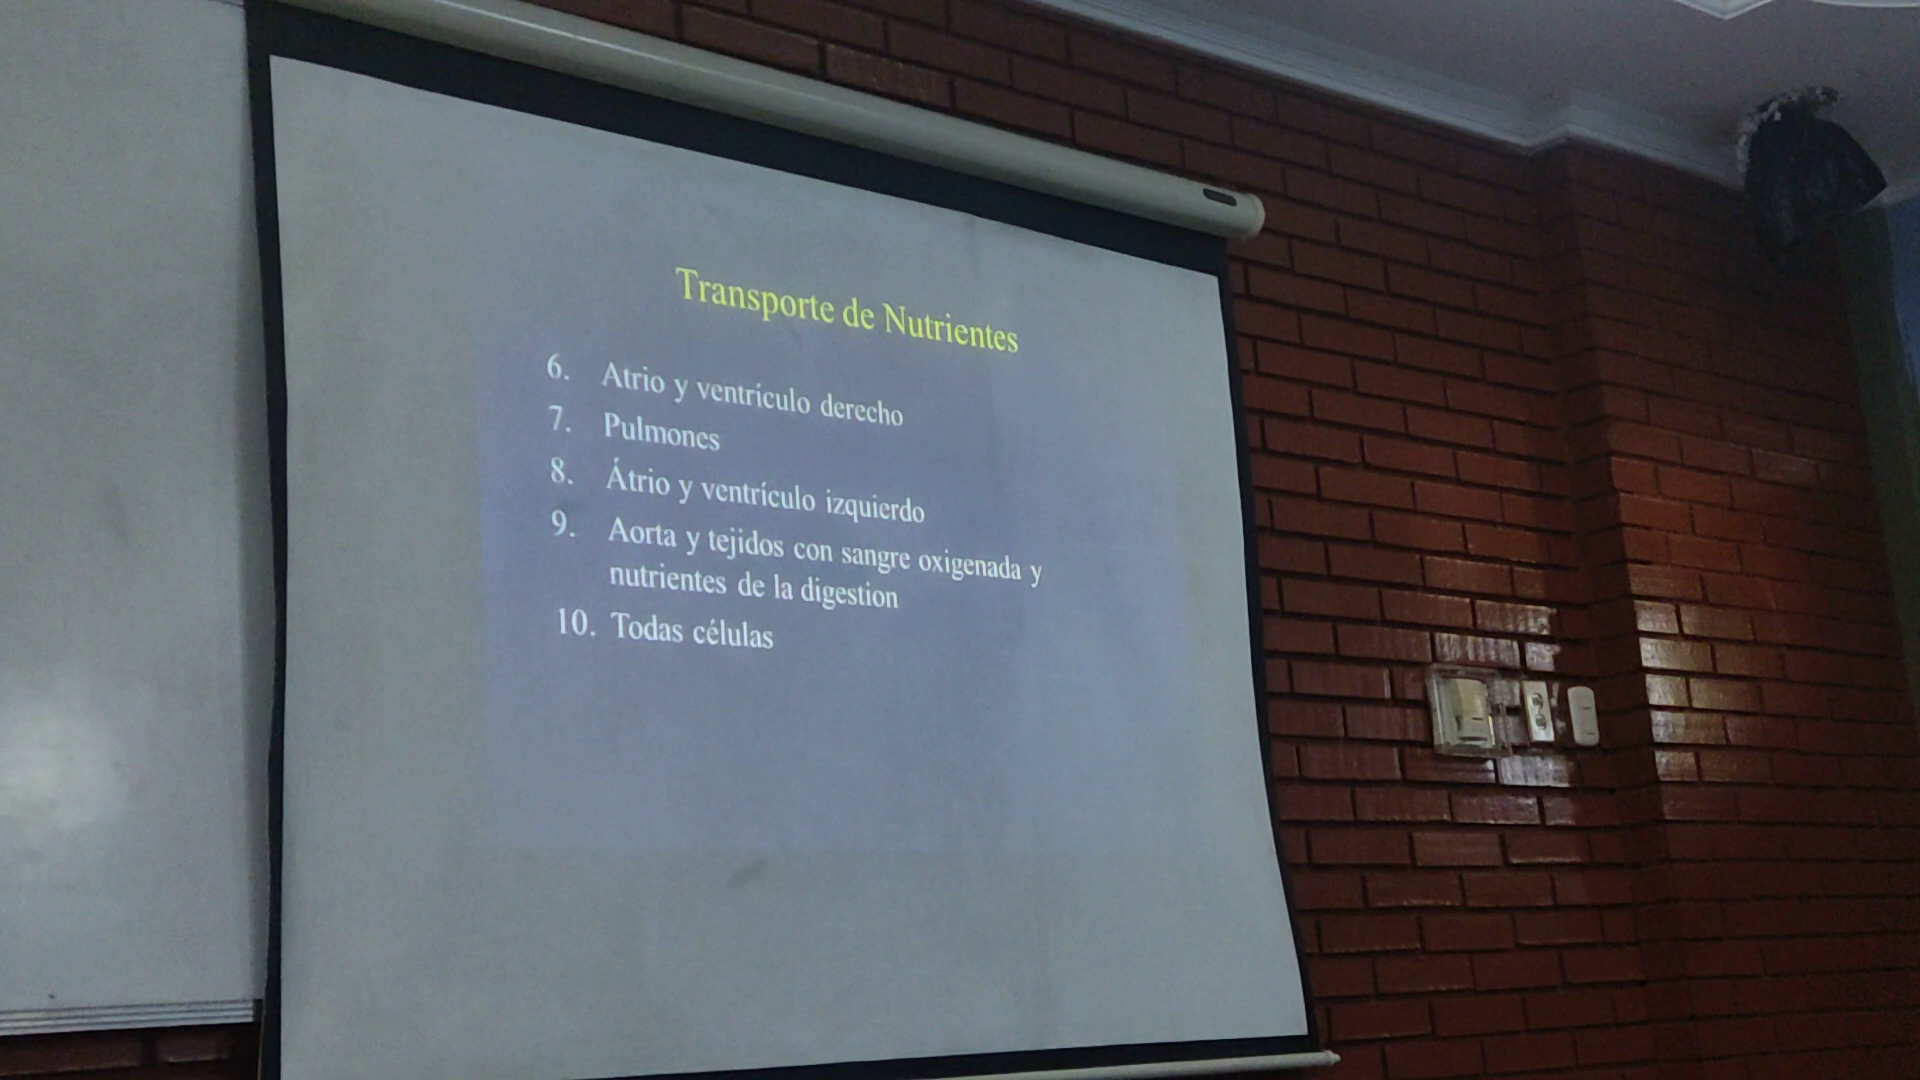 Transporte de Nutrientes
6. Atrio y ventrículo derecho
7. Pulmones
8. Átrio y ventrículo izquierdo
9. Aorta y tejidos con sangre oxigenada y
nutrientes de la digestion
10. Todas células